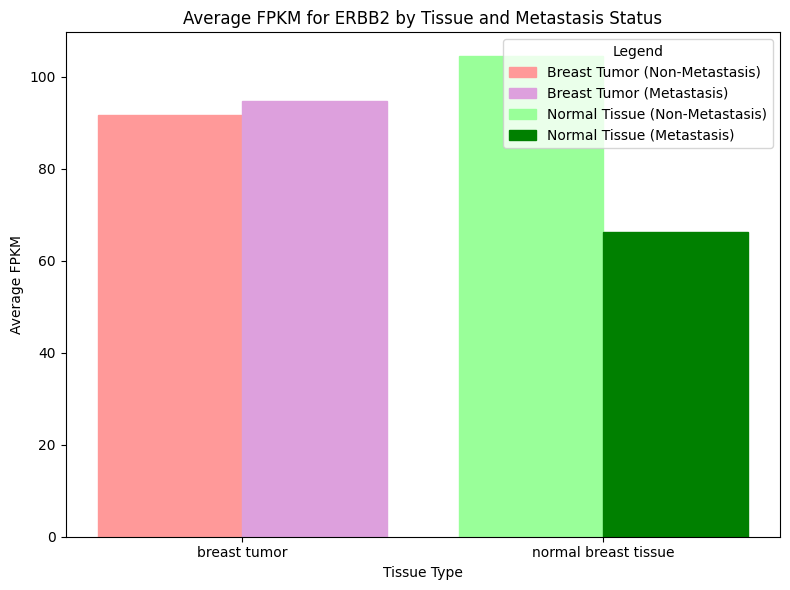 Average FPKM for ERBB2 by Tissue and Metastasis Status
Legend
Breast Tumor (Non-Metastasis)
Breast Tumor (Metastasis)
Normal Tissue (Non-Metastasis)
Normal Tissue (Metastasis)
100
80
60
40
20
0
Average FPKM
breast tumor
normal breast tissue
Tissue Type